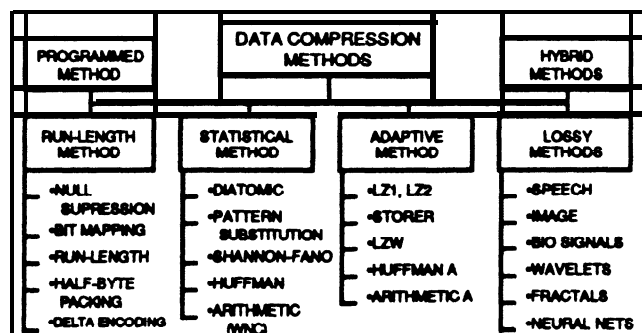 DATA COMPRESSION
METHODS
PROGRAMMED
METHOD
HYBRID
METHODS
RUN-LENGTH
METHOD
•NULL
SUPRESSION
•BIT MAPPING
•RUN-LENGTH
•HALF-BYTE
PACKING
•DELTA ENCODING
STATISTICAL
METHOD
•DIATOMIC
•PATTERN
SUBSTITUTION
•SHANNON-FANO
•HUFFMAN
•ARITHMETIC
(WNC)
ADAPTIVE
METHOD
•LZ1, LZ2
•STORER
•LZW
•HUFFMAN A
•ARITHMETIC A
LOSSY
METHODS
•SPEECH
•IMAGE
•BIO SIGNALS
•WAVELETS
•FRACTALS
•NEURAL NETS